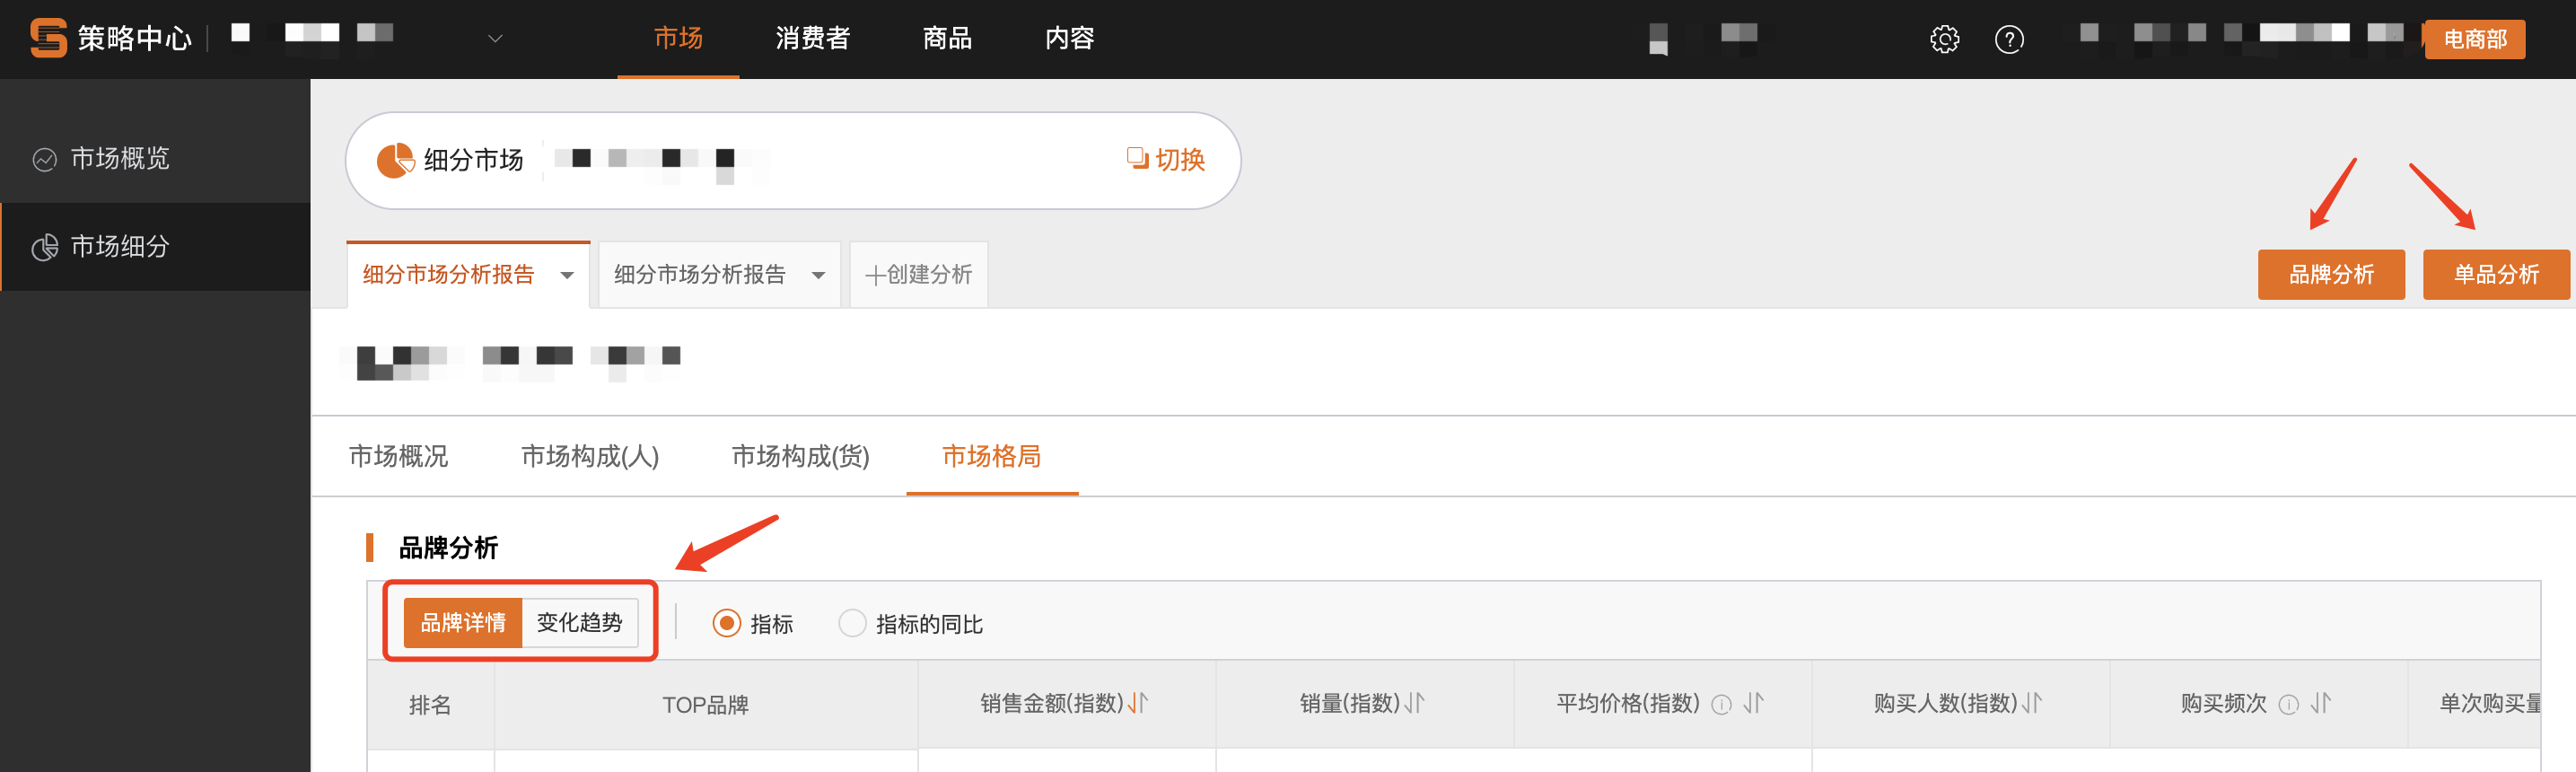 策略中心
市场 消费者 商品 内容
电商部
市场概览
市场细分
细分市场 切换
细分市场分析报告 细分市场分析报告 创建分析
品牌分析 单品分析
市场概况 市场构成(人) 市场构成(货) 市场格局
品牌分析
品牌详情 变化趋势 指标 指标的同比
排名 TOP品牌 销售金额(指数) 销量(指数) 平均价格(指数) 购买人数(指数) 购买频次 单次购买量